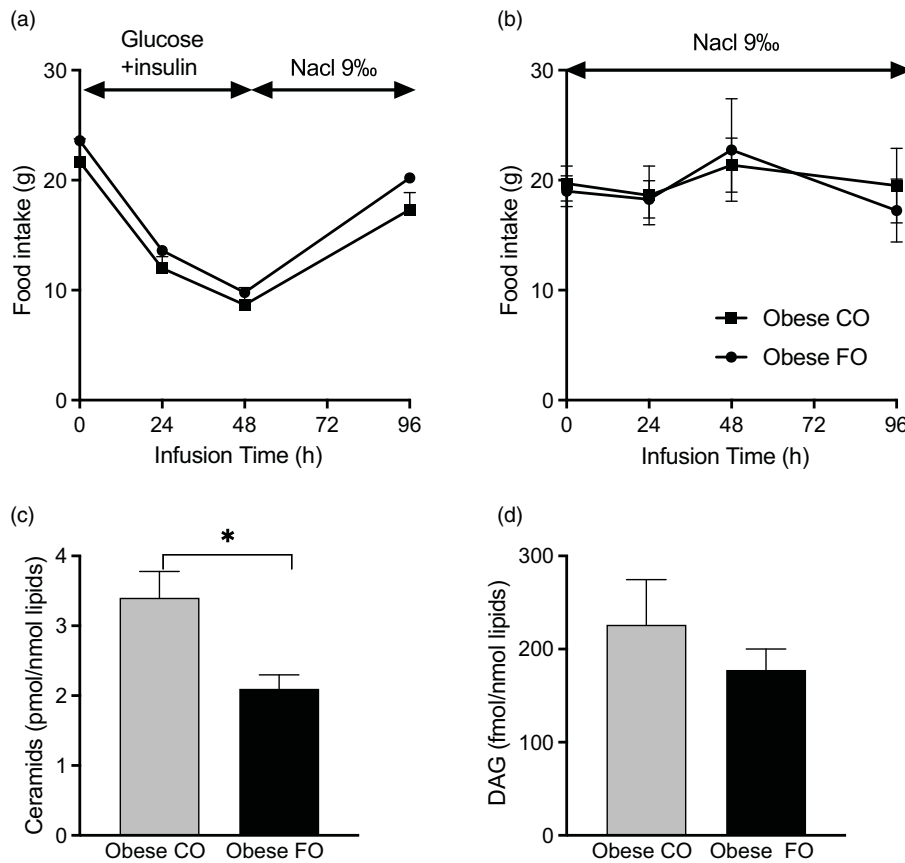 (a)
Glucose
+insulin
Nacl 9‰
30
20
10
0
Food intake (g)
0 24 48 72 96
Infusion Time (h)
(b)
Nacl 9‰
30
20
10
0
Food intake (g)
Obese CO
Obese FO
0 24 48 72 96
Infusion Time (h)
(c)
*
4
3
2
1
0
Ceramids (pmol/nmol lipids)
Obese CO Obese FO
(d)
300
200
100
0
DAG (fmol/nmol lipids)
Obese CO Obese FO